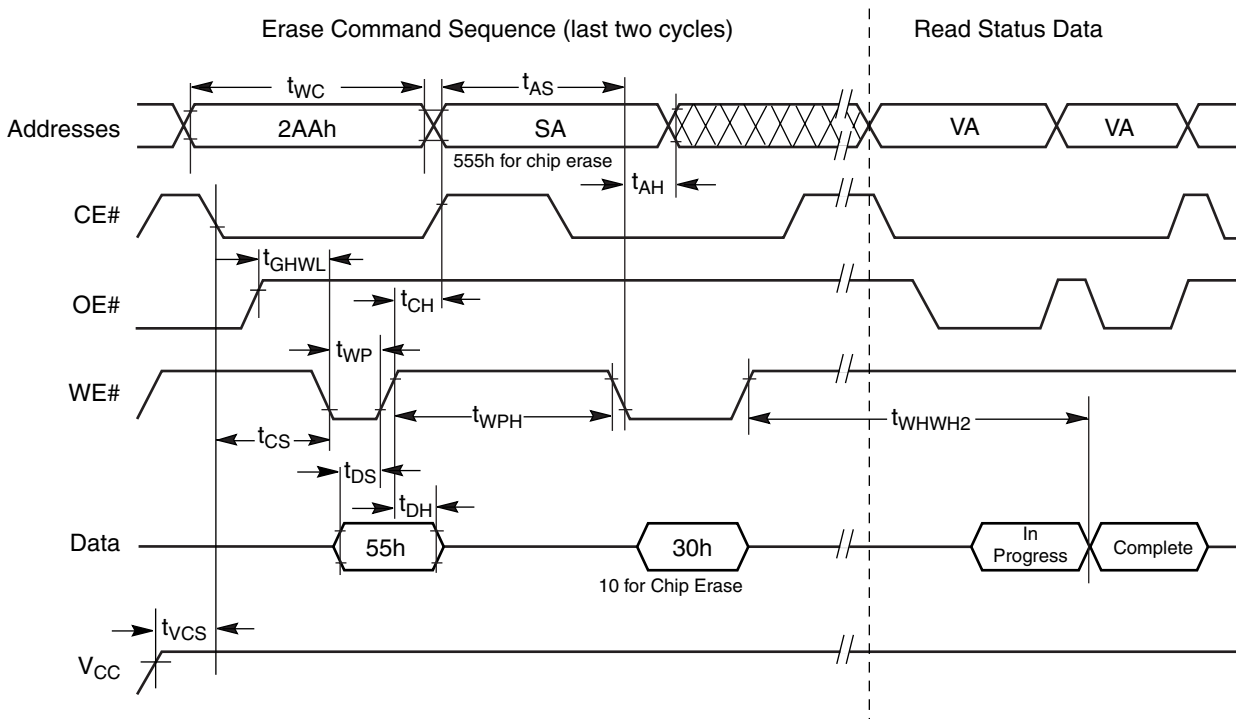 Erase Command Sequence (last two cycles)
Read Status Data
tWC
tAS
Addresses
2AAh
SA
VA
VA
555h for chip erase
tAH
CE#
tGHWL
OE#
tCH
tWP
WE#
tWPH
tWHWH2
tCS
tDS
tDH
Data
55h
30h
In
Progress
Complete
10 for Chip Erase
tVCS
VCC